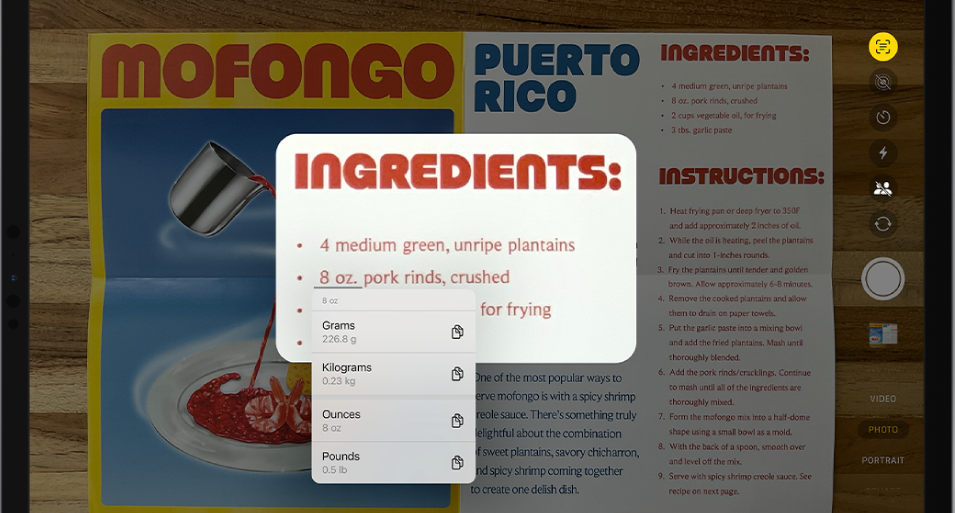 MOFONGO
PUERTO
RICO
INGREDIENTS:
• 4 medium green, unripe plantains
• 8 oz. pork rinds, crushed
• 2 cups vegetable oil, for frying
• 3 tbs. garlic paste
INSTRUCTIONS:
1. Heat frying pan or deep fryer to 350F
and add approximately 2 inches of oil.
2. While the oil is heating, peel the plantains
and cut into 1-inches rounds.
3. Fry the plantains until tender and golden
brown. Allow approximately 6-8 minutes.
4. Remove the cooked plantains and allow
them to drain on paper towels.
5. Put the garlic paste into a mixing bowl
and add the fried plantains. Mash until
thoroughly blended.
6. Add the pork rinds/cracklings. Continue
to mash until all of the ingredients are
thoroughly mixed.
7. Form the mofongo mix into a half-dome
shape using a small bowl as a mold.
8. With the back of a spoon, smooth over
and level off the mix.
9. Serve with spicy shrimp creole sauce. See
recipe on next page.
INGREDIENTS:
• 4 medium green, unripe plantains
• 8 oz. pork rinds, crushed
• for frying
•
8 oz
Grams
226.8 g
Kilograms
0.23 kg
Ounces
8 oz
Pounds
0.5 lb
One of the most popular ways to
serve mofongo is with a spicy shrimp
creole sauce. There's something truly
delightful about the combination
of sweet plantains, savory chicharron,
and spicy shrimp coming together
to create one delish dish.
VIDEO
PHOTO
PORTRAIT